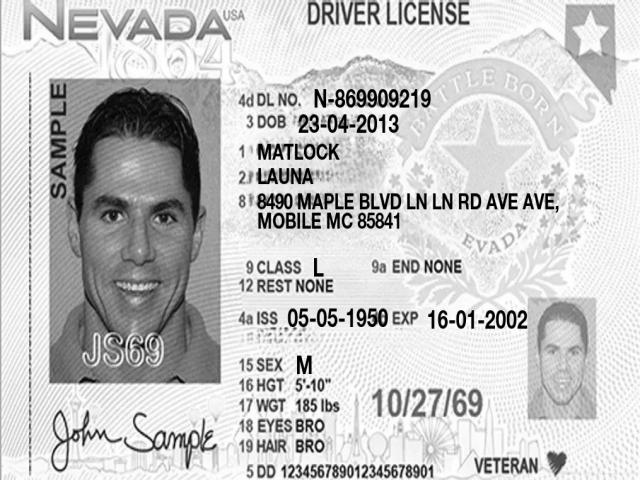 NEVADA USA DRIVER LICENSE
1864
SAMPLE
4d DL NO. N-869909219
3 DOB 23-04-2013
1 MATLOCK
2 LAUNA
8 8490 MAPLE BLVD LN LN RD AVE AVE,
MOBILE MC 85841
BATTLE BORN
NEVADA
9 CLASS L 9a END NONE
12 REST NONE
4a ISS 05-05-1950 EXP 16-01-2002
JS69
15 SEX M
16 HGT 5'-10"
17 WGT 185 lbs 10/27/69
18 EYES BRO
19 HAIR BRO
John Sample
5 DD 123456789012345678901 VETERAN